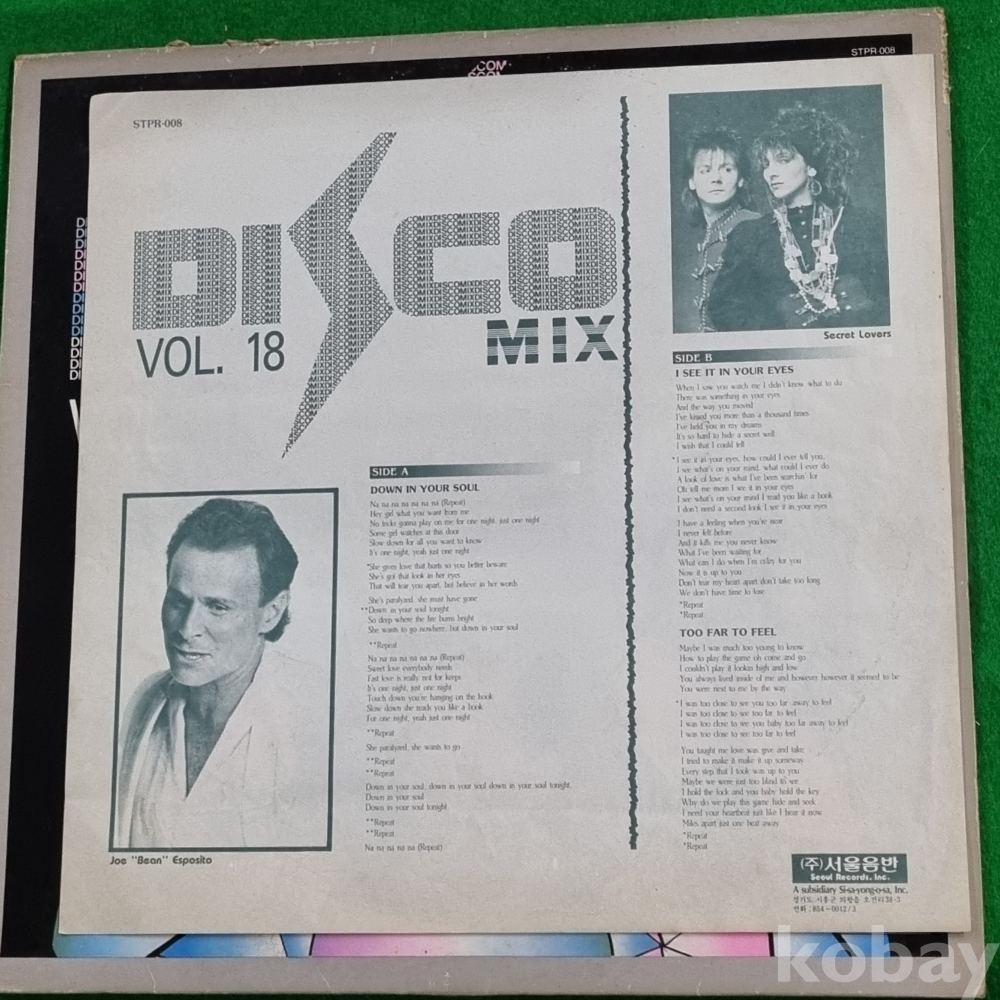 STPR-008
STPR-008
DISCO
MIX
VOL. 18
Joe "Bean" Esposito
SIDE A
DOWN IN YOUR SOUL
Na na na na na na na (Repeat)
Hey girl what you want from me
No tricks gonna play on me for one night, just one night
Some girl watches at this door
Slow down for all you want to know
It's one night, yeah just one night
*She gives love that hurts so you better beware
She's got that look in her eyes
That will tear you apart, but believe in her words
She's paralyzed, she must have gone
**Down in your soul tonight
So deep where the fire burns bright
She wants to go nowhere, but down in your soul
**Repeat
Na na na na na na na (Repeat)
Sweet love everybody needs
Fast love is really not for keeps
It's one night, just one night
Touch down you're hanging on the hook
Slow down she reads you like a book
For one night, yeah just one night
**Repeat
She paralyzed, she wants to go
**Repeat
**Repeat
Down in your soul, down in your soul down in your soul tonight,
Down in your soul
Down in your soul tonight
**Repeat
**Repeat
Na na na na na (Repeat)
Secret Lovers
SIDE B
I SEE IT IN YOUR EYES
When I saw you watch me I didn't know what to do
There was something in your eyes
And the way you moved
I've kissed you more than a thousand times
I've held you in my dreams
It's so hard to hide a secret well
I wish that I could tell
*I see it in your eyes, how could I ever tell you,
I see what's on your mind, what could I ever do
A look of love is what I've been searchin' for
Oh tell me more I see it in your eyes
I see what's on your mind I read you like a book
I don't need a second look I see it in your eyes
I have a feeling when you're near
I never felt before
And it kills me you never know
What I've been waiting for
What can I do when I'm crazy for you
Now it is up to you
Don't tear my heart apart don't take too long
We don't have time to lose
*Repeat
*Repeat
TOO FAR TO FEEL
Maybe I was much too young to know
How to play the game oh come and go
I couldn't play it lookin high and low
You always lived inside of me and however however it seemed to be
You were next to me by the way
*I was too close to see you too far away to feel
I was too close to see too far to feel
I was too close to see you baby too far away to feel
I was too close to see too far to feel
You taught me love was give and take
I tried to make it make it up someway
Every step that I took was up to you
Maybe we were just too blind to see
I hold the lock and you baby hold the key
Why do we play this game hide and seek
I need your heartbeat just like I hear it now
Miles apart just one beat away
*Repeat
*Repeat
(주)서울음반
Seoul Records, Inc.
A subsidiary Si-sa-yong-o-sa, Inc.
경기도 시흥군 의왕읍 오전리 38-3
전화 : 854-0012/3
kobay